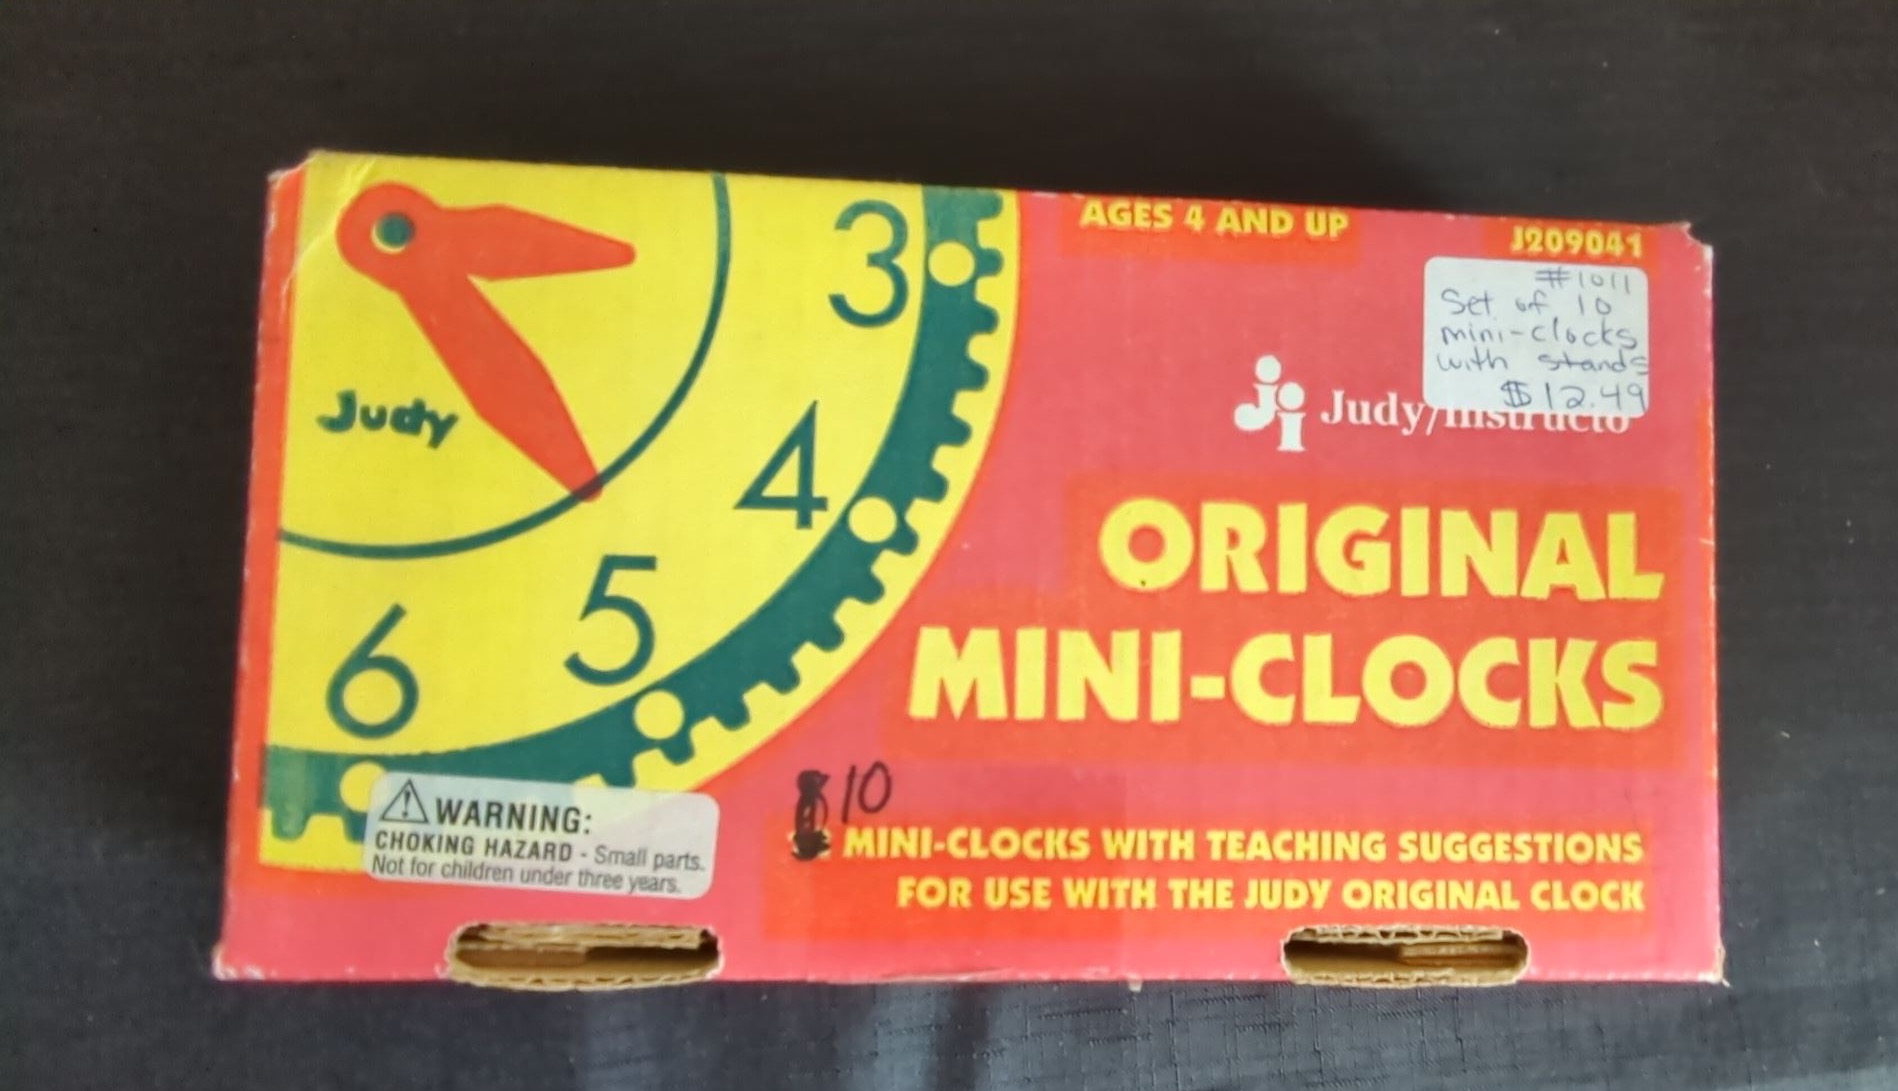 AGES 4 AND UP
J209041
#1011
Set of 10
mini-clocks
with stands
$12.49
Judy/Instructo
3
4
5
6
Judy
ORIGINAL
MINI-CLOCKS
10
MINI-CLOCKS WITH TEACHING SUGGESTIONS
FOR USE WITH THE JUDY ORIGINAL CLOCK
WARNING:
CHOKING HAZARD - Small parts.
Not for children under three years.